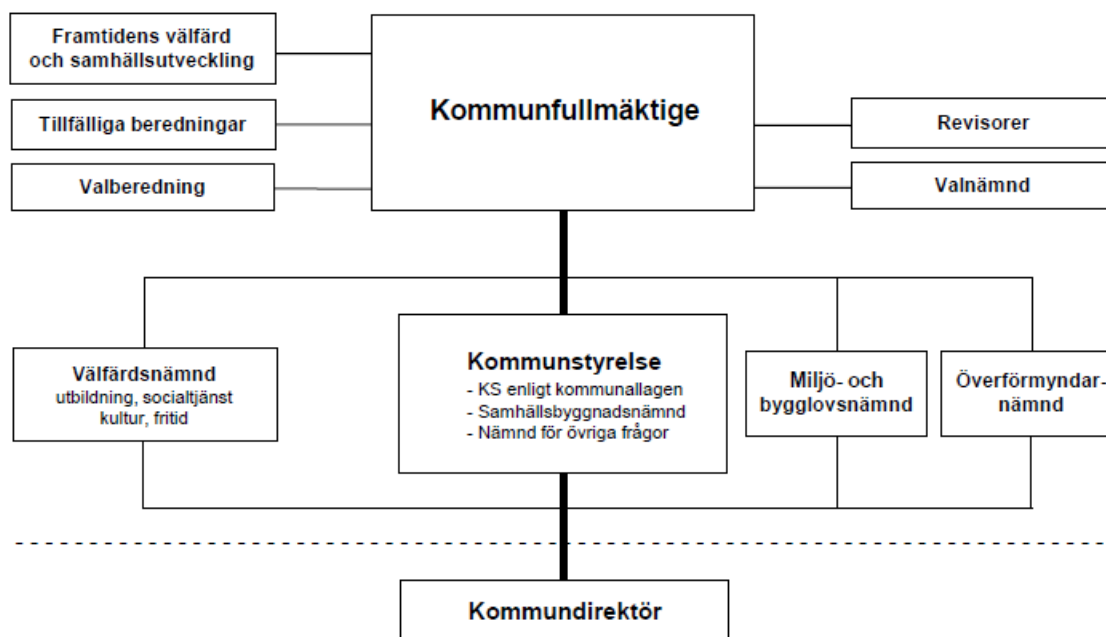 Framtidens välfärd
och samhällsutveckling
Kommunfullmäktige
Tillfälliga beredningar
Revisorer
Valberedning
Valnämnd
Välfärdsnämnd
utbildning, socialtjänst
kultur, fritid
Kommunstyrelse
- KS enligt kommunallagen
- Samhällsbyggnadsnämnd
- Nämnd för övriga frågor
Miljö- och
bygglovsnämnd
Överförmyndar-
nämnd
Kommundirektör